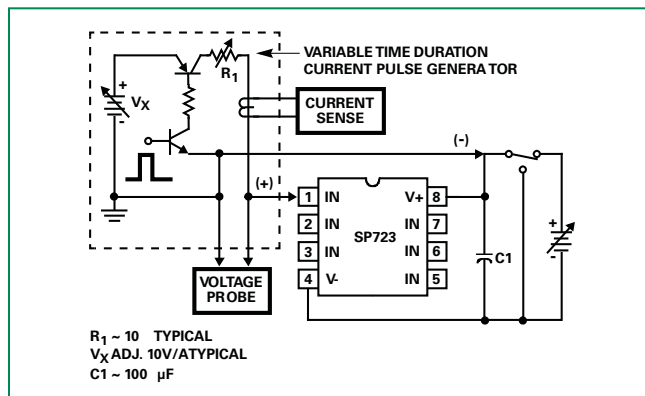 VARIABLE TIME DURATION
CURRENT PULSE GENERATOR
R1
+
VX
-
CURRENT
SENSE
(-)
(+)
1 IN V+ 8
2 IN IN 7
SP723
3 IN IN 6
4 V- IN 5
C1
+
-
VOLTAGE
PROBE
R1 ~ 10 TYPICAL
VX ADJ. 10V/ATYPICAL
C1 ~ 100 µF